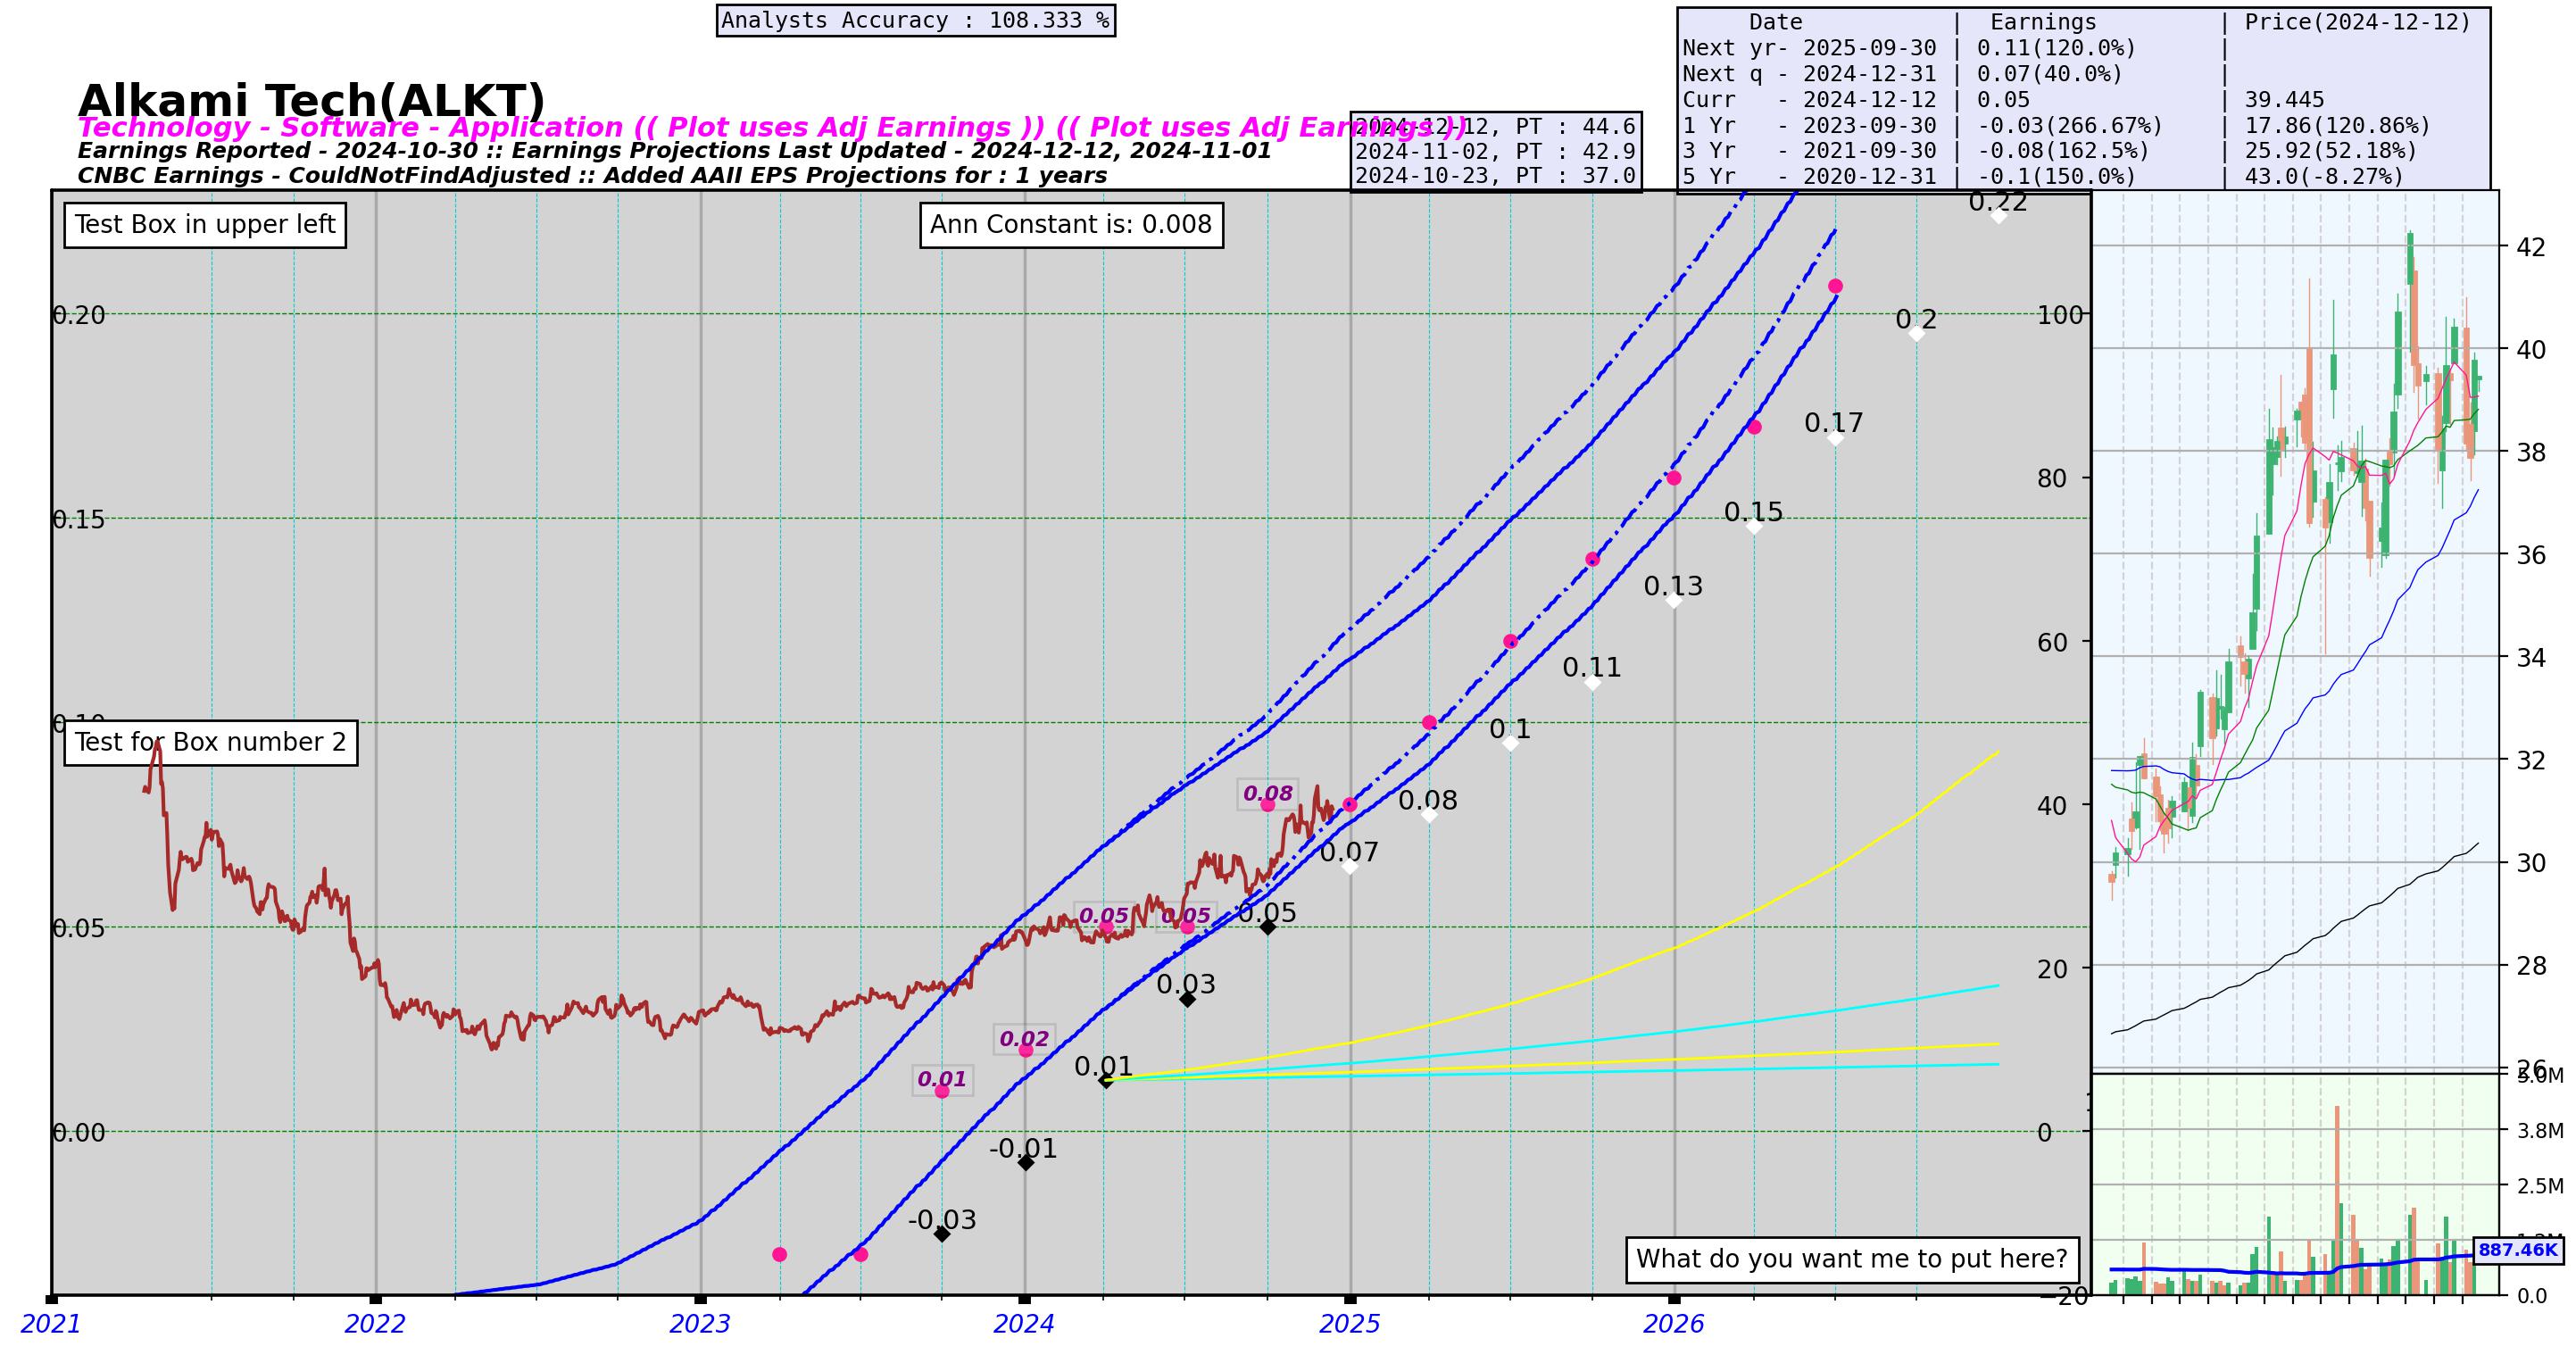 Analysts Accuracy : 108.333 %
Date | Earnings | Price(2024-12-12)
Next yr- 2025-09-30 | 0.11(120.0%) |
Next q - 2024-12-31 | 0.07(40.0%) |
Curr - 2024-12-12 | 0.05 | 39.445
1 Yr - 2023-09-30 | -0.03(266.67%) | 17.86(120.86%)
3 Yr - 2021-09-30 | -0.08(162.5%) | 25.92(52.18%)
5 Yr - 2020-12-31 | -0.1(150.0%) | 43.0(-8.27%)
Alkami Tech(ALKT)
Technology - Software - Application (( Plot uses Adj Earnings )) (( Plot uses Adj Earnings ))
Earnings Reported - 2024-10-30 :: Earnings Projections Last Updated - 2024-12-12, 2024-11-01
CNBC Earnings - CouldNotFindAdjusted :: Added AAII EPS Projections for : 1 years
2024-12-12, PT : 44.6
2024-11-02, PT : 42.9
2024-10-23, PT : 37.0
Test Box in upper left
Ann Constant is: 0.008
0.22
42
0.20
0.2
100
40
0.17
38
80
0.15
0.15
36
0.13
60
34
0.11
0.10
0.1
32
Test for Box number 2
0.08
0.08
40
30
0.07
0.05
0.05
0.05
0.05
28
0.03
20
0.02
0.01
0.01
26
5.0M
0.00
-0.01
0
3.8M
2.5M
-0.03
1.3M
What do you want me to put here?
887.46K
−20
0.0
2021
2022
2023
2024
2025
2026